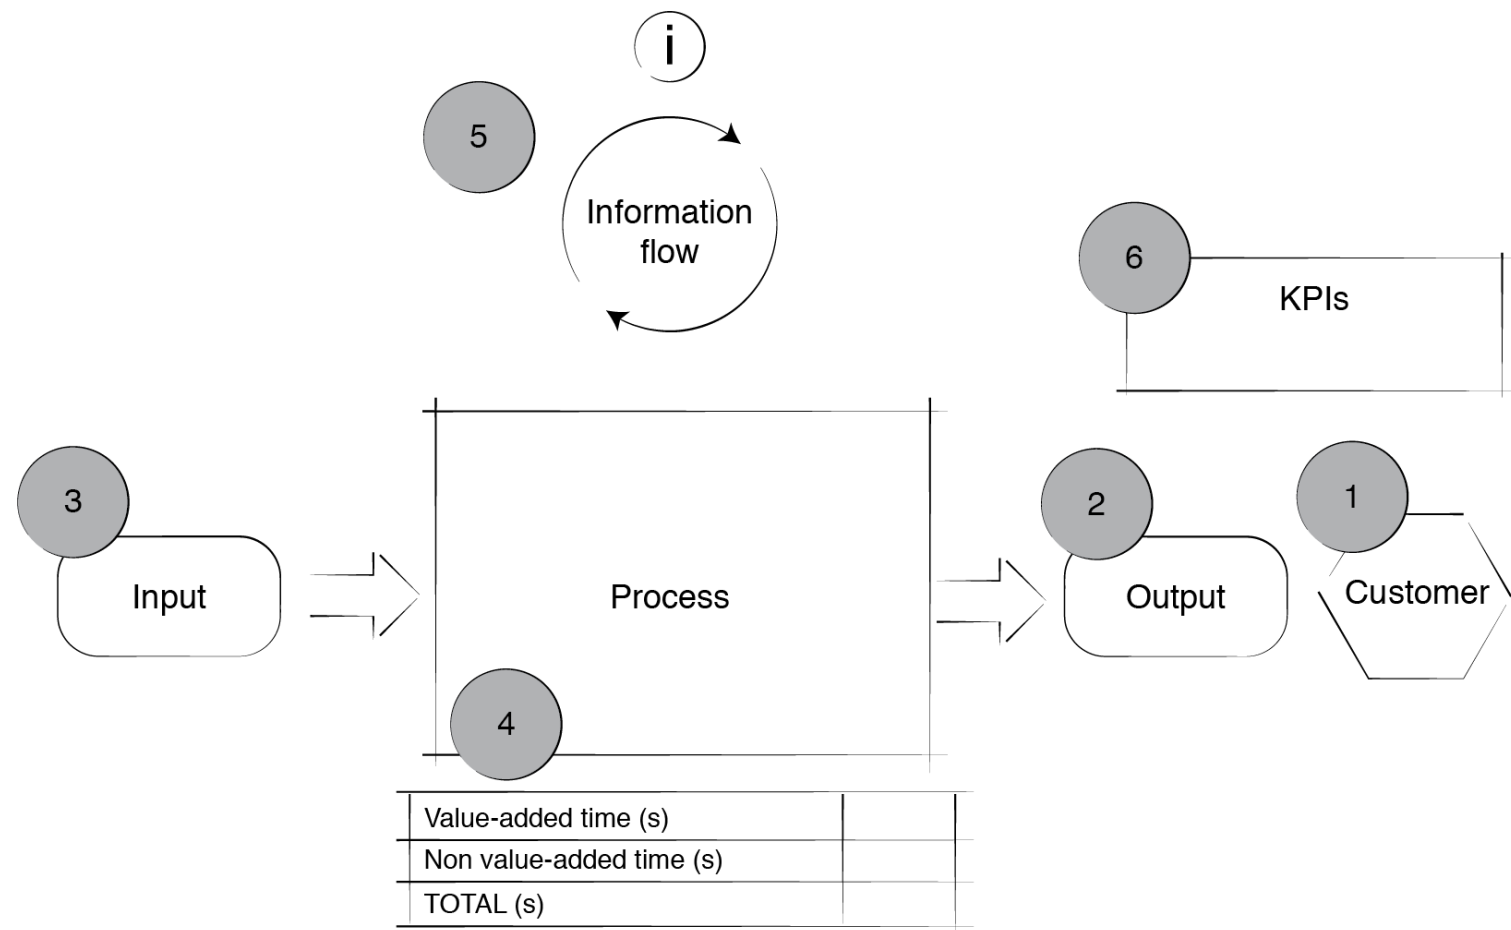 i
5
Information
flow
6
KPIs
3
Input
Process
2
Output
1
Customer
4
Value-added time (s)
Non value-added time (s)
TOTAL (s)